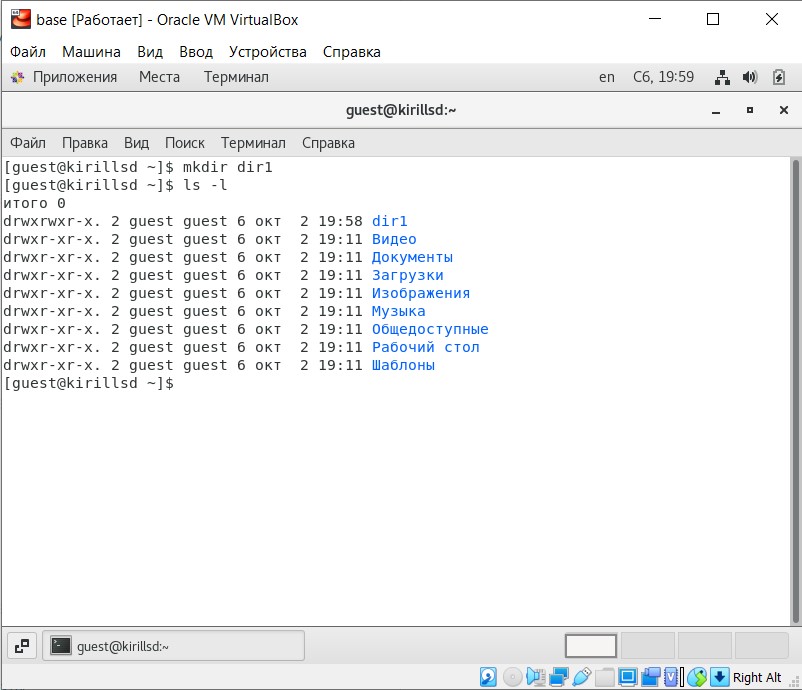 base [Работает] - Oracle VM VirtualBox
Файл Машина Вид Ввод Устройства Справка
Приложения Места Терминал en Сб, 19:59
guest@kirillsd:~
Файл Правка Вид Поиск Терминал Справка
[guest@kirillsd ~]$ mkdir dir1
[guest@kirillsd ~]$ ls -l
итого 0
drwxrwxr-x. 2 guest guest 6 окт  2 19:58 dir1
drwxr-xr-x. 2 guest guest 6 окт  2 19:11 Видео
drwxr-xr-x. 2 guest guest 6 окт  2 19:11 Документы
drwxr-xr-x. 2 guest guest 6 окт  2 19:11 Загрузки
drwxr-xr-x. 2 guest guest 6 окт  2 19:11 Изображения
drwxr-xr-x. 2 guest guest 6 окт  2 19:11 Музыка
drwxr-xr-x. 2 guest guest 6 окт  2 19:11 Общедоступные
drwxr-xr-x. 2 guest guest 6 окт  2 19:11 Рабочий стол
drwxr-xr-x. 2 guest guest 6 окт  2 19:11 Шаблоны
[guest@kirillsd ~]$
guest@kirillsd:~
Right Alt